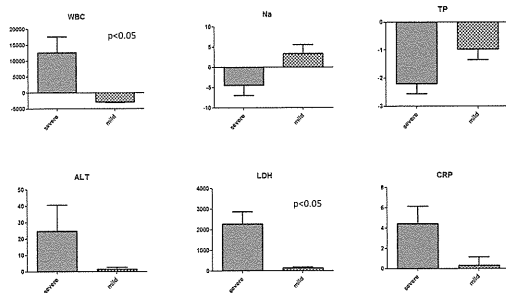 WBC
20000
15000
10000
5000
0
-5000
p<0.05
severe
mild
Na
10
5
0
-5
-10
severe
mild
TP
0
-1
-2
-3
severe
mild
ALT
50
40
30
20
10
0
severe
mild
LDH
4000
3000
2000
1000
0
p<0.05
severe
mild
CRP
8
6
4
2
0
severe
mild